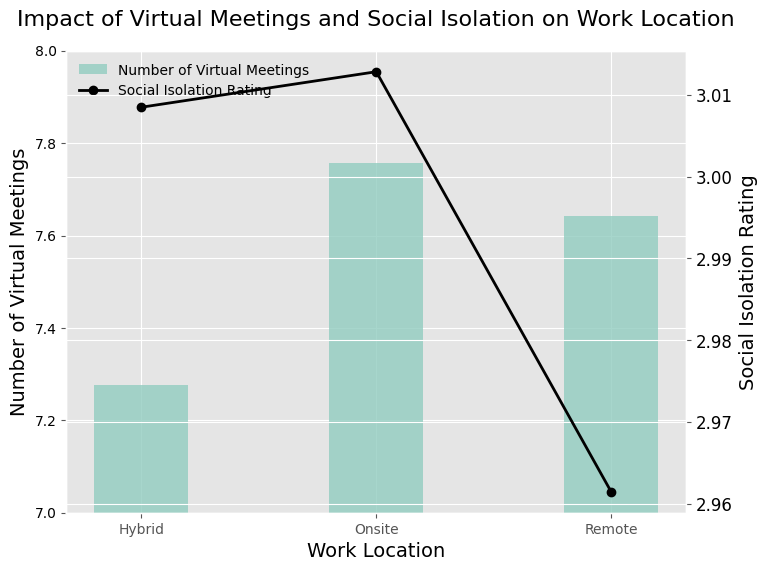 Impact of Virtual Meetings and Social Isolation on Work Location
Number of Virtual Meetings
Social Isolation Rating
8.0
7.8
7.6
7.4
7.2
7.0
Number of Virtual Meetings
3.01
3.00
2.99
2.98
2.97
2.96
Social Isolation Rating
Hybrid
Onsite
Remote
Work Location